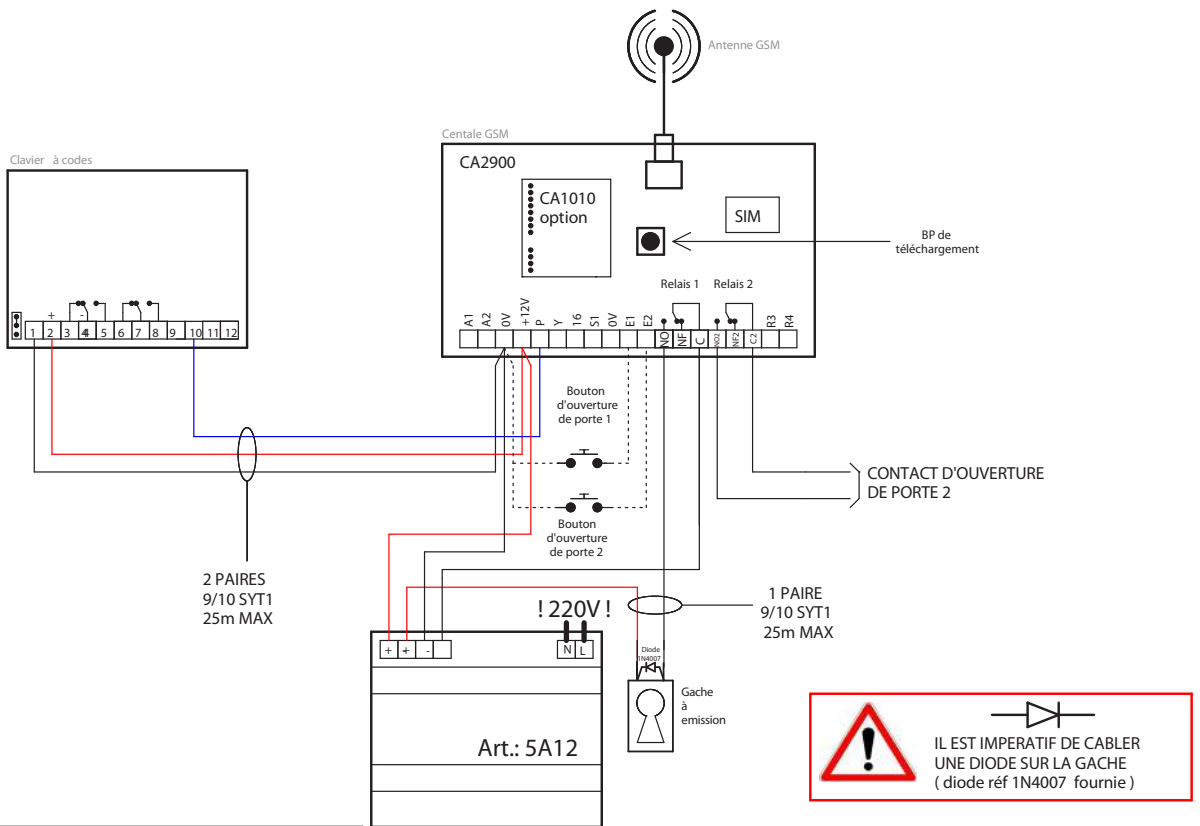 Antenne GSM
Centale GSM
Clavier à codes
CA2900
CA1010
option
SIM
BP de
téléchargement
Relais 1
Relais 2
+
-
1 2 3 4 5 6 7 8 9 10 11 12
A1 A2 0V +12V P Y 16 S1 0V E1 E2 NO NF C NO2 NF2 C2 R3 R4
Bouton
d'ouverture
de porte 1
CONTACT D'OUVERTURE
DE PORTE 2
Bouton
d'ouverture
de porte 2
2 PAIRES
9/10 SYT1
25m MAX
! 220V !
1 PAIRE
9/10 SYT1
25m MAX
+ + -
N L
Diode
1N4007
Gache
à
emission
Art.: 5A12
IL EST IMPERATIF DE CABLER
UNE DIODE SUR LA GACHE
( diode réf 1N4007 fournie )